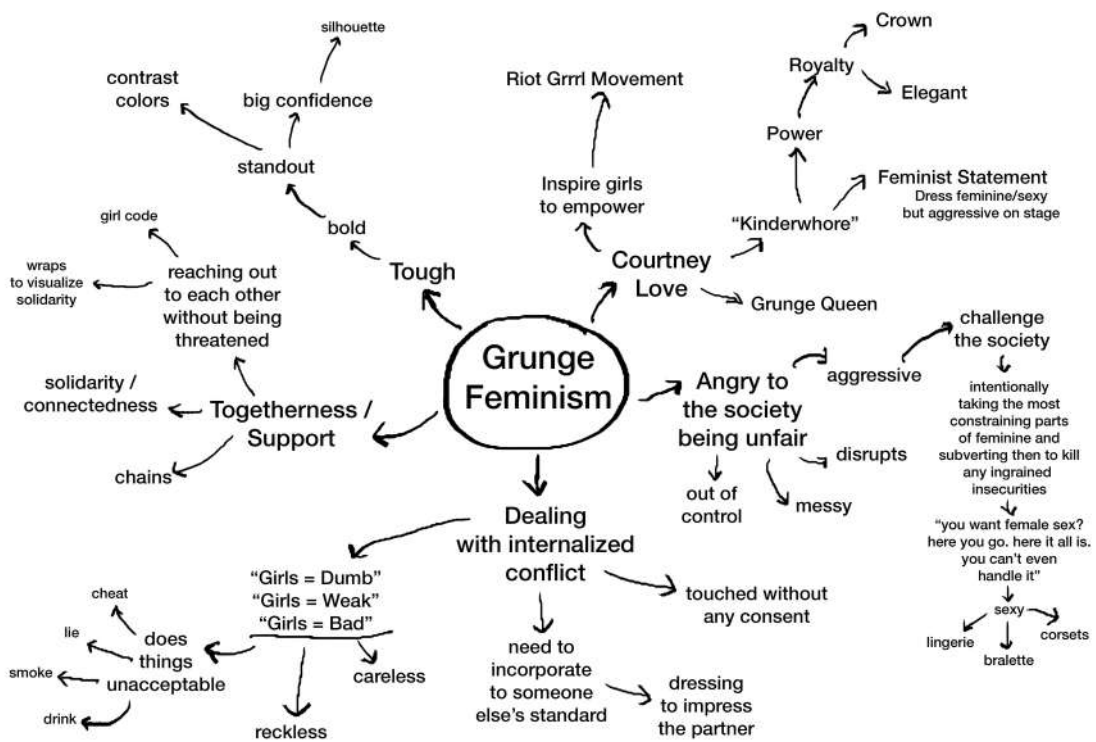 Grunge
Feminism
Tough
bold
standout
contrast
colors
big confidence
silhouette
Courtney
Love
Inspire girls
to empower
Riot Grrrl Movement
“Kinderwhore”
Power
Royalty
Crown
Elegant
Feminist Statement
Dress feminine/sexy
but aggressive on stage
Grunge Queen
Angry to
the society
being unfair
aggressive
challenge
the society
intentionally
taking the most
constraining parts
of feminine and
subverting then to kill
any ingrained
insecurities
“you want female sex?
here you go. here it all is.
you can’t even
handle it”
sexy
lingerie
bralette
corsets
disrupts
messy
out of
control
Dealing
with internalized
conflict
touched without
any consent
need to
incorporate
to someone
else’s standard
dressing
to impress
the partner
“Girls = Dumb”
“Girls = Weak”
“Girls = Bad”
careless
reckless
does
things
unacceptable
cheat
lie
smoke
drink
Togetherness /
Support
reaching out
to each other
without being
threatened
girl code
wraps
to visualize
solidarity
solidarity /
connectedness
chains